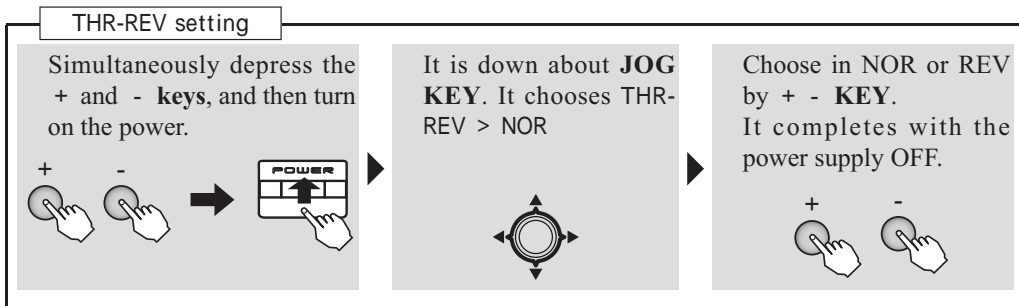 THR-REV setting
Simultaneously depress the
+ and - keys, and then turn
on the power.
+ -
POWER
It is down about JOG
KEY. It chooses THR-
REV > NOR
Choose in NOR or REV
by + - KEY.
It completes with the
power supply OFF.
+ -